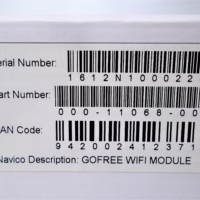 erial Number:
1612N100022
art Number:
000-11068-00
AN Code:
942002412371
Navico Description: GOFREE WIFI MODULE